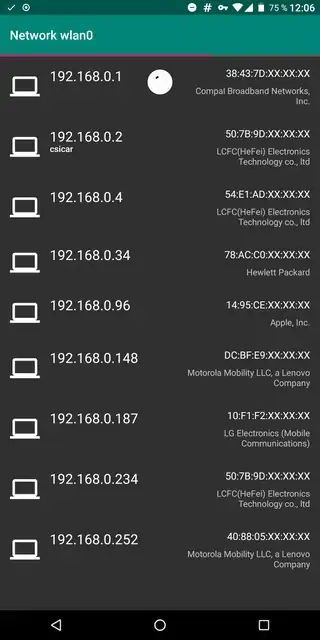 # 75 % 12:06
Network wlan0
192.168.0.1 38:43:7D:XX:XX:XX
Compal Broadband Networks,
Inc.
192.168.0.2 50:7B:9D:XX:XX:XX
csicar LCFC(HeFei) Electronics
Technology co., ltd
192.168.0.4 54:E1:AD:XX:XX:XX
LCFC(HeFei) Electronics
Technology co., ltd
192.168.0.34 78:AC:C0:XX:XX:XX
Hewlett Packard
192.168.0.96 14:95:CE:XX:XX:XX
Apple, Inc.
192.168.0.148 DC:BF:E9:XX:XX:XX
Motorola Mobility LLC, a Lenovo
Company
192.168.0.187 10:F1:F2:XX:XX:XX
LG Electronics (Mobile
Communications)
192.168.0.234 50:7B:9D:XX:XX:XX
LCFC(HeFei) Electronics
Technology co., ltd
192.168.0.252 40:88:05:XX:XX:XX
Motorola Mobility LLC, a Lenovo
Company